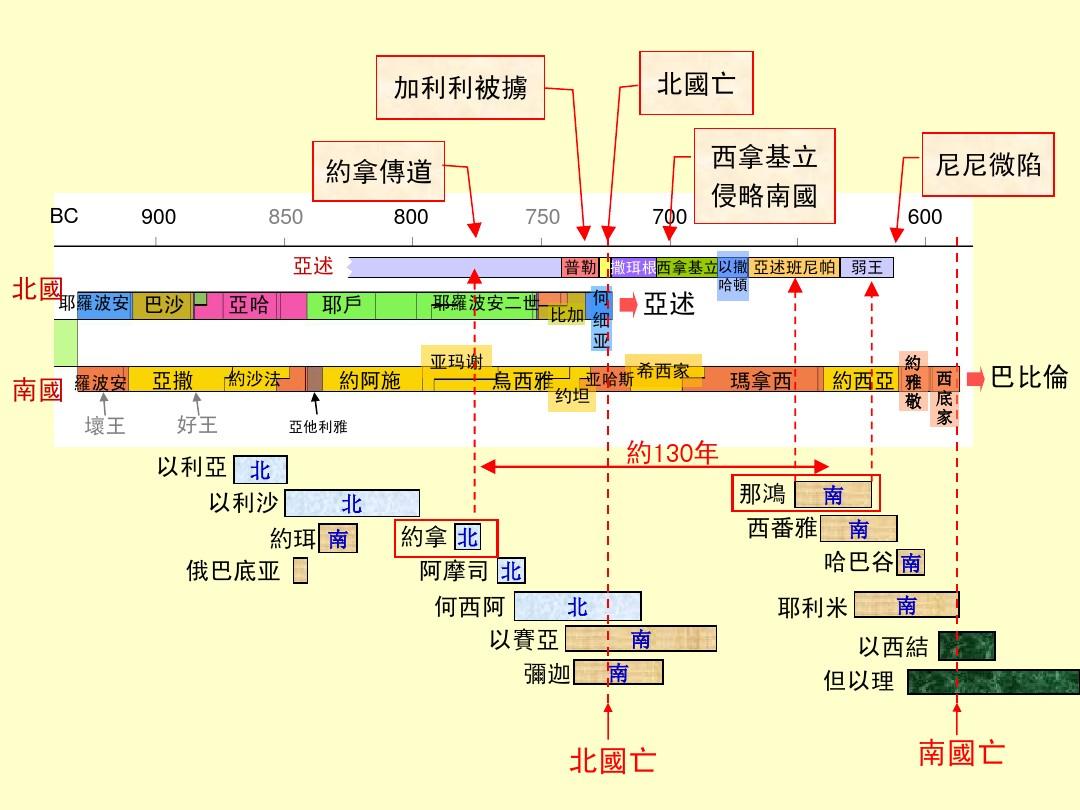 加利利被擄
北國亡
約拿傳道
西拿基立
侵略南國
尼尼微陷
BC 900 850 800 750 700 600
亞述 普勒 撒珥根 西拿基立 以撒哈頓 亞述班尼帕 弱王
北國
耶羅波安 巴沙 亞哈 耶戶 耶羅波安二世 比加 何细亚 亞述
南國
羅波安 亞撒 約沙法 約阿施 亚玛谢 烏西雅 约坦 亚哈斯 希西家 瑪拿西 約西亞 約雅敬 西底家 巴比倫
壞王 好王 亞他利雅
約130年
以利亞 北
以利沙 北
約珥 南
俄巴底亚
約拿 北
阿摩司 北
何西阿 北
以賽亞 南
彌迦 南
那鴻 南
西番雅 南
哈巴谷 南
耶利米 南
以西結
但以理
北國亡
南國亡